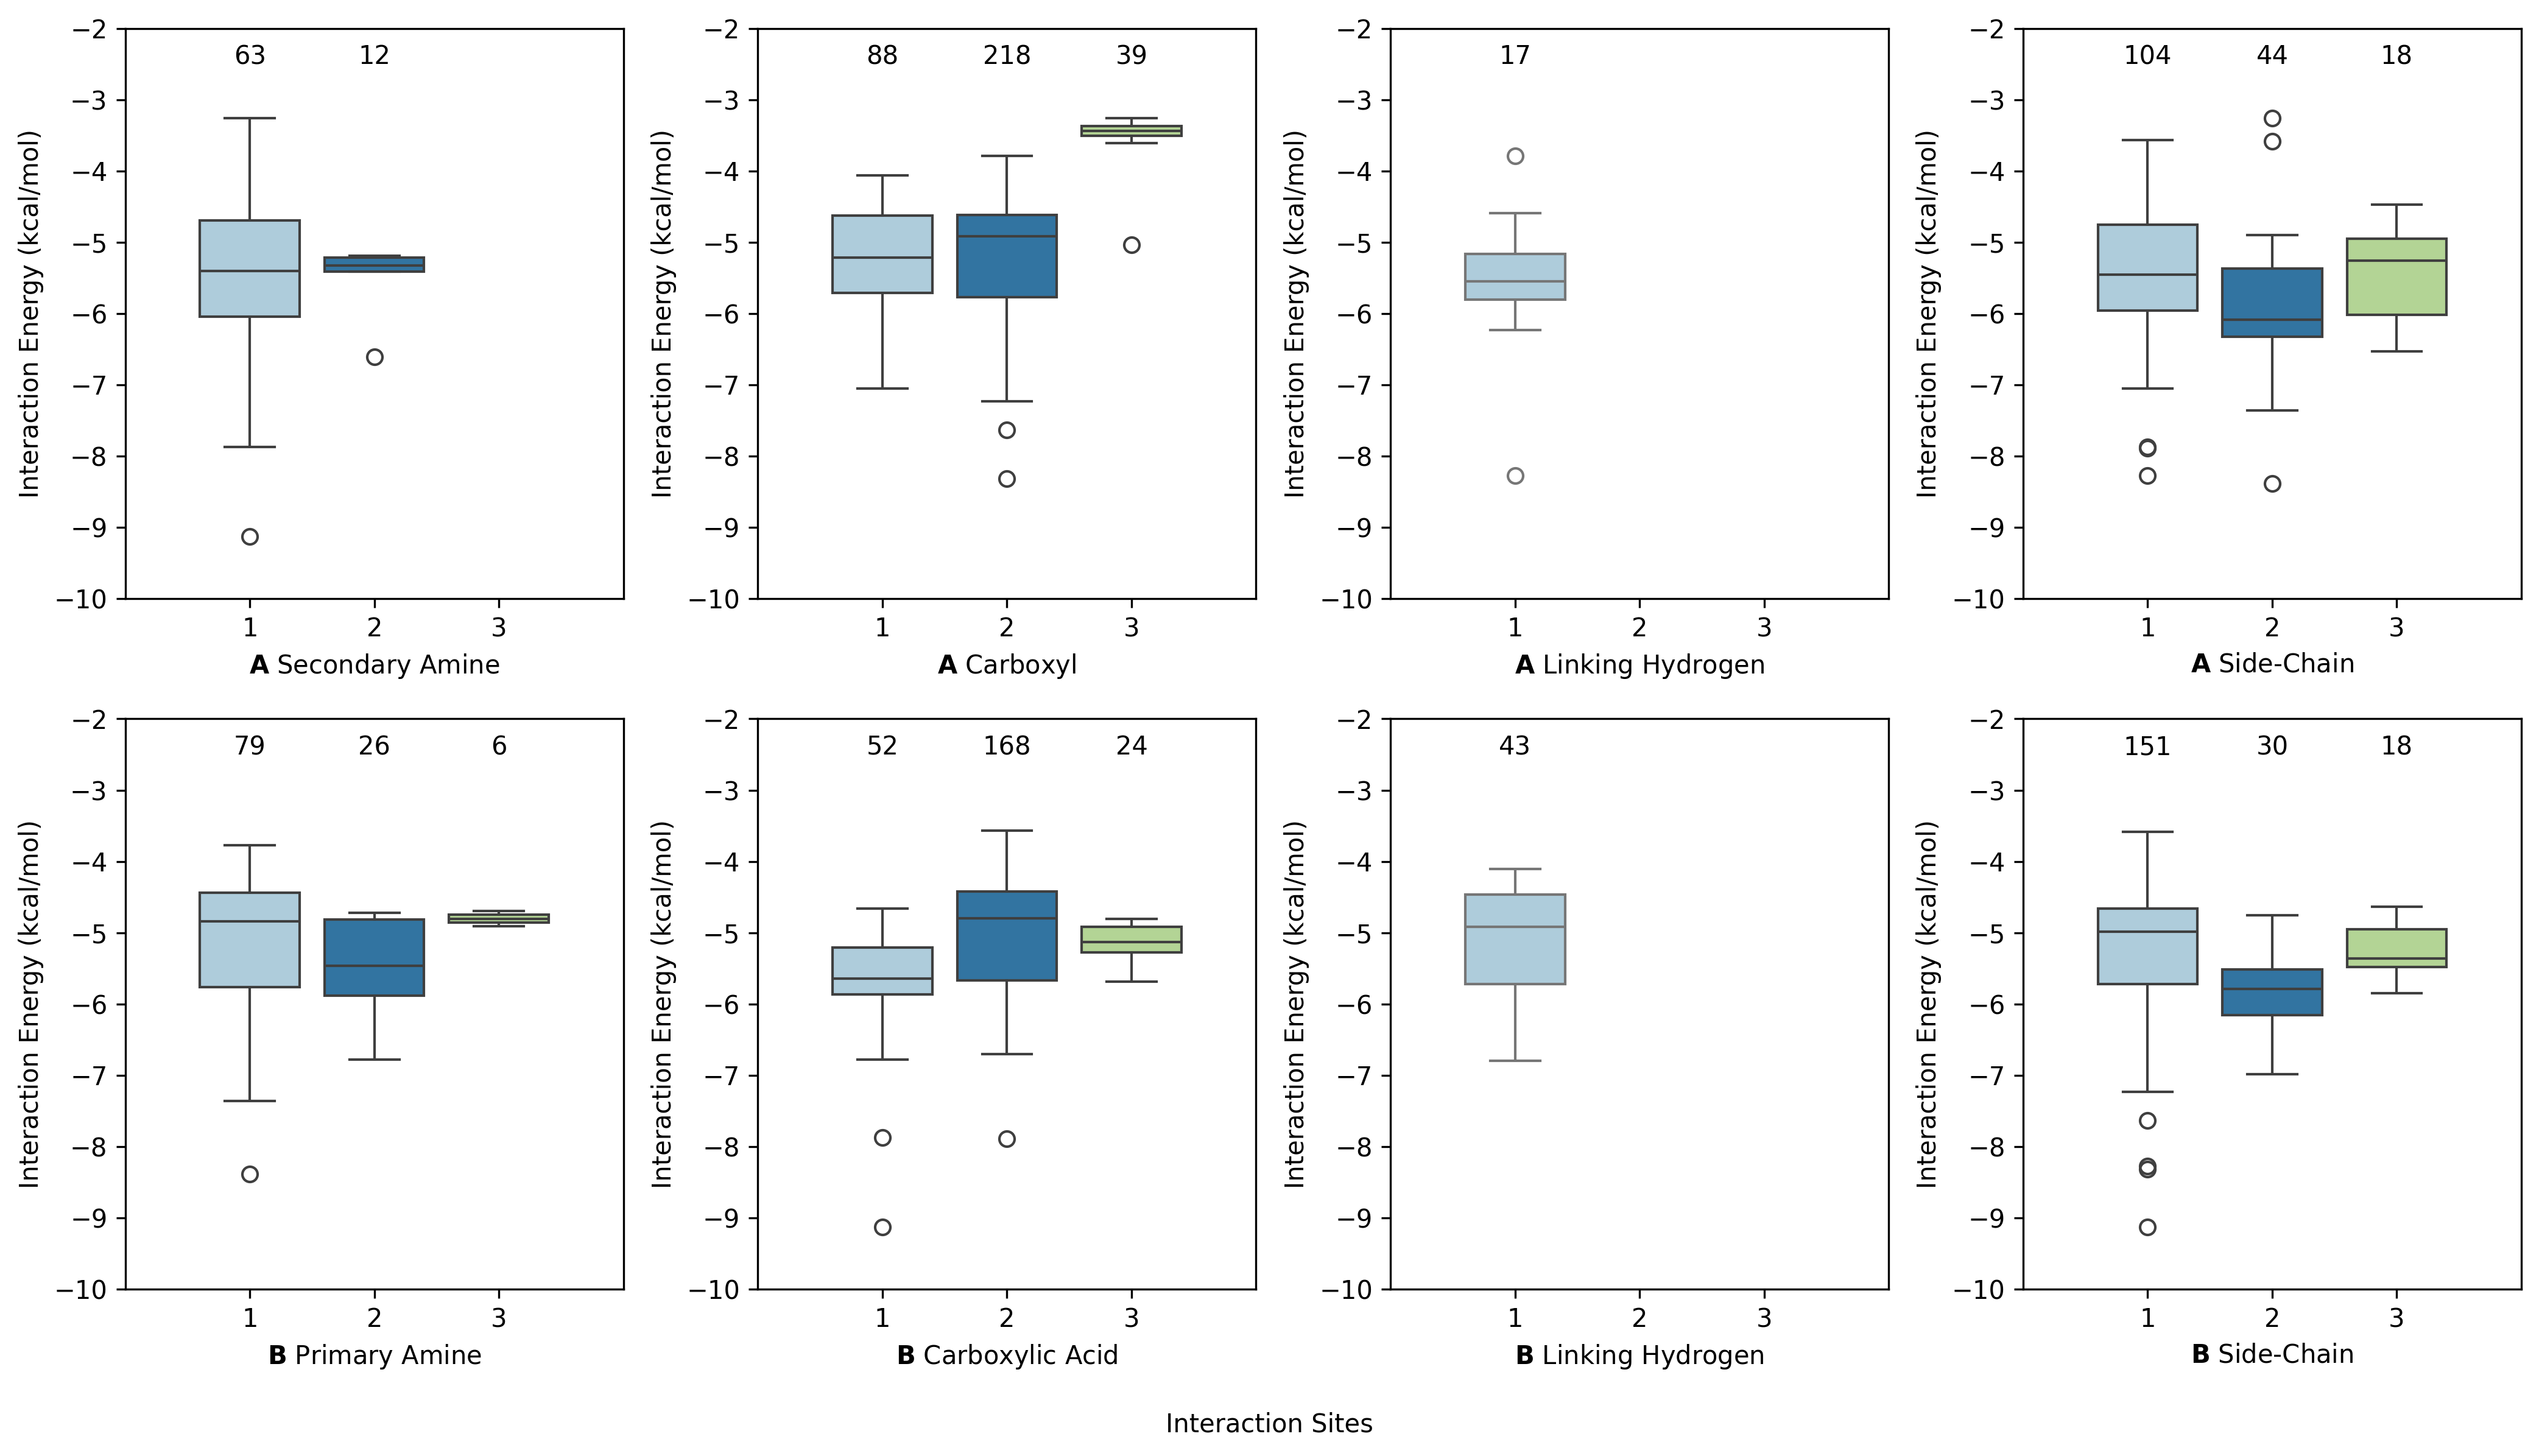 −2
−3
−4
−5
−6
−7
−8
−9
−10
Interaction Energy (kcal/mol)
63 12
1 2 3
A Secondary Amine
−2
−3
−4
−5
−6
−7
−8
−9
−10
Interaction Energy (kcal/mol)
88 218 39
1 2 3
A Carboxyl
−2
−3
−4
−5
−6
−7
−8
−9
−10
Interaction Energy (kcal/mol)
17
1 2 3
A Linking Hydrogen
−2
−3
−4
−5
−6
−7
−8
−9
−10
Interaction Energy (kcal/mol)
104 44 18
1 2 3
A Side-Chain
−2
−3
−4
−5
−6
−7
−8
−9
−10
Interaction Energy (kcal/mol)
79 26 6
1 2 3
B Primary Amine
−2
−3
−4
−5
−6
−7
−8
−9
−10
Interaction Energy (kcal/mol)
52 168 24
1 2 3
B Carboxylic Acid
−2
−3
−4
−5
−6
−7
−8
−9
−10
Interaction Energy (kcal/mol)
43
1 2 3
B Linking Hydrogen
−2
−3
−4
−5
−6
−7
−8
−9
−10
Interaction Energy (kcal/mol)
151 30 18
1 2 3
B Side-Chain
Interaction Sites